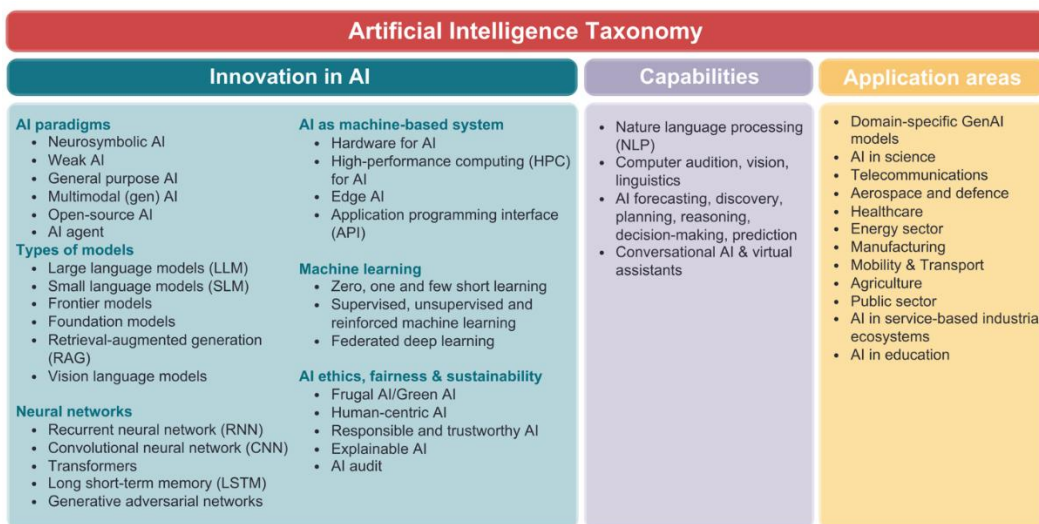 Artificial Intelligence Taxonomy
Innovation in AI
AI paradigms
• Neurosymbolic AI
• Weak AI
• General purpose AI
• Multimodal (gen) AI
• Open-source AI
• AI agent
Types of models
• Large language models (LLM)
• Small language models (SLM)
• Frontier models
• Foundation models
• Retrieval-augmented generation
(RAG)
• Vision language models
Neural networks
• Recurrent neural network (RNN)
• Convolutional neural network (CNN)
• Transformers
• Long short-term memory (LSTM)
• Generative adversarial networks
AI as machine-based system
• Hardware for AI
• High-performance computing (HPC)
for AI
• Edge AI
• Application programming interface
(API)
Machine learning
• Zero, one and few short learning
• Supervised, unsupervised and
reinforced machine learning
• Federated deep learning
AI ethics, fairness & sustainability
• Frugal AI/Green AI
• Human-centric AI
• Responsible and trustworthy AI
• Explainable AI
• AI audit
Capabilities
• Nature language processing
(NLP)
• Computer audition, vision,
linguistics
• AI forecasting, discovery,
planning, reasoning,
decision-making, prediction
• Conversational AI & virtual
assistants
Application areas
• Domain-specific GenAI
models
• AI in science
• Telecommunications
• Aerospace and defence
• Healthcare
• Energy sector
• Manufacturing
• Mobility & Transport
• Agriculture
• Public sector
• AI in service-based industrial
ecosystems
• AI in education